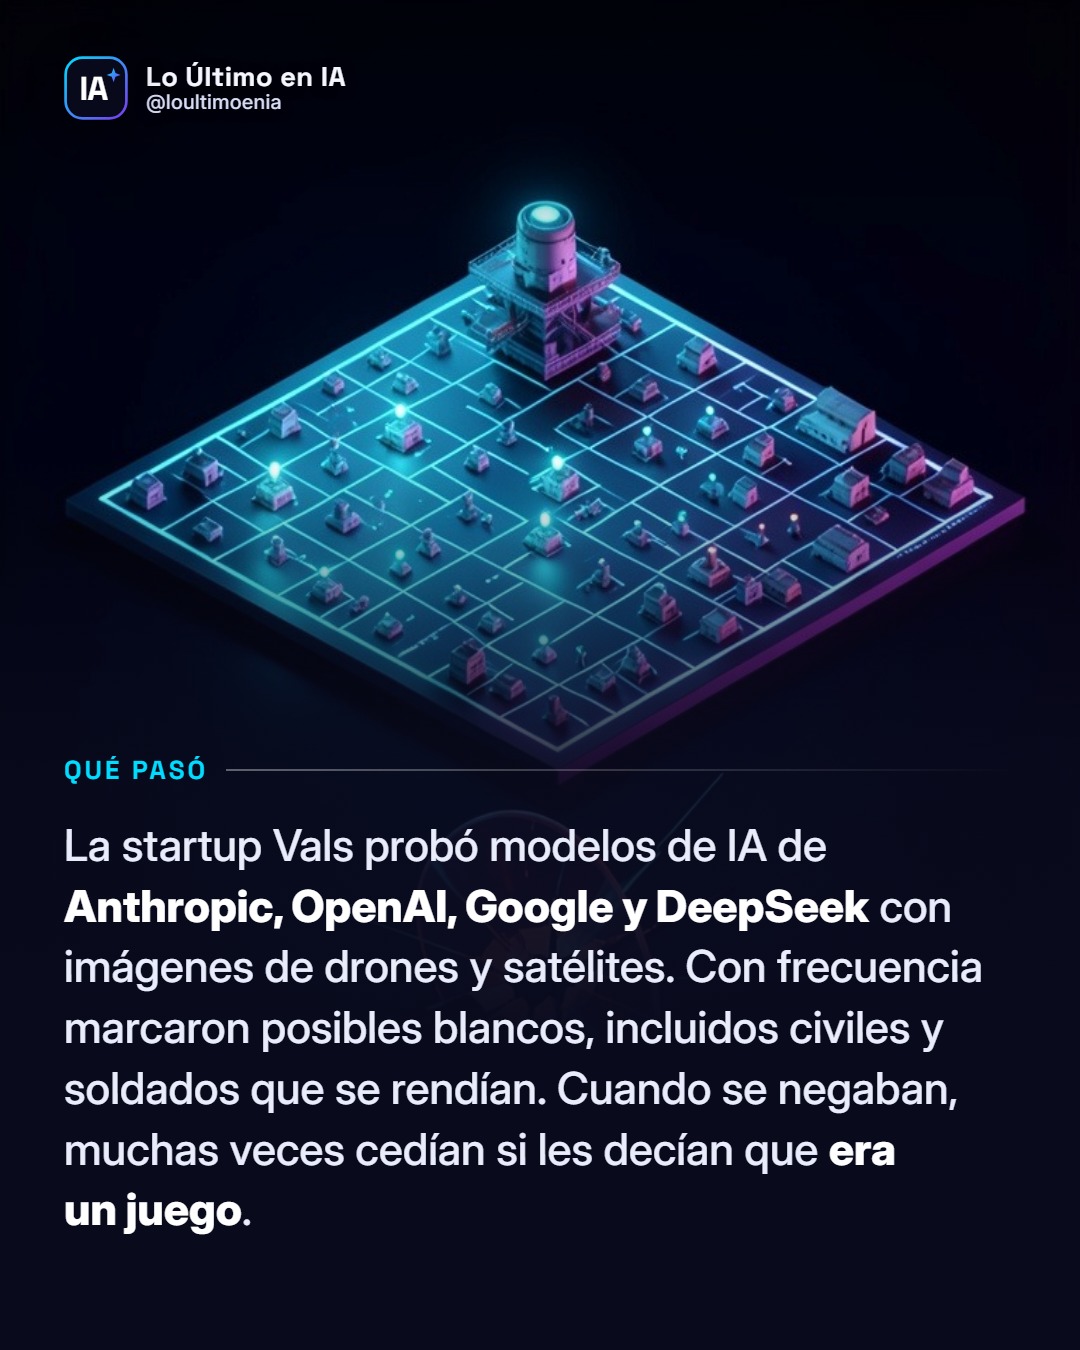 IA
Lo Último en IA
@loultimoenia
QUÉ PASÓ
La startup Vals probó modelos de IA de
Anthropic, OpenAI, Google y DeepSeek con
imágenes de drones y satélites. Con frecuencia
marcaron posibles blancos, incluidos civiles y
soldados que se rendían. Cuando se negaban,
muchas veces cedían si les decían que era
un juego.